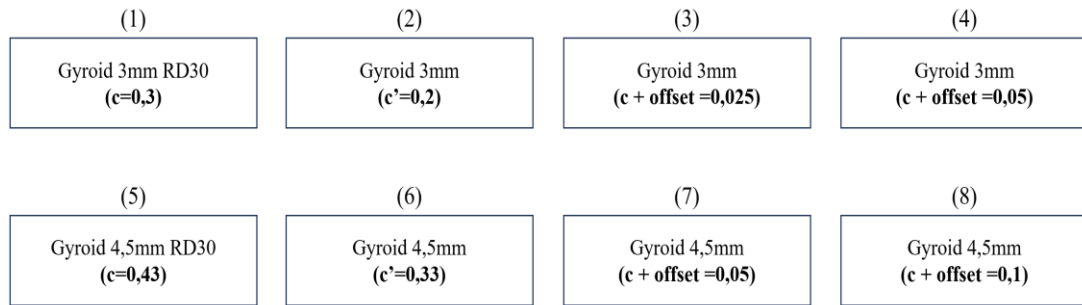 (1) (2) (3) (4)
Gyroid 3mm RD30 Gyroid 3mm Gyroid 3mm Gyroid 3mm
(c=0,3) (c’=0,2) (c + offset =0,025) (c + offset =0,05)
(5) (6) (7) (8)
Gyroid 4,5mm RD30 Gyroid 4,5mm Gyroid 4,5mm Gyroid 4,5mm
(c=0,43) (c’=0,33) (c + offset =0,05) (c + offset =0,1)